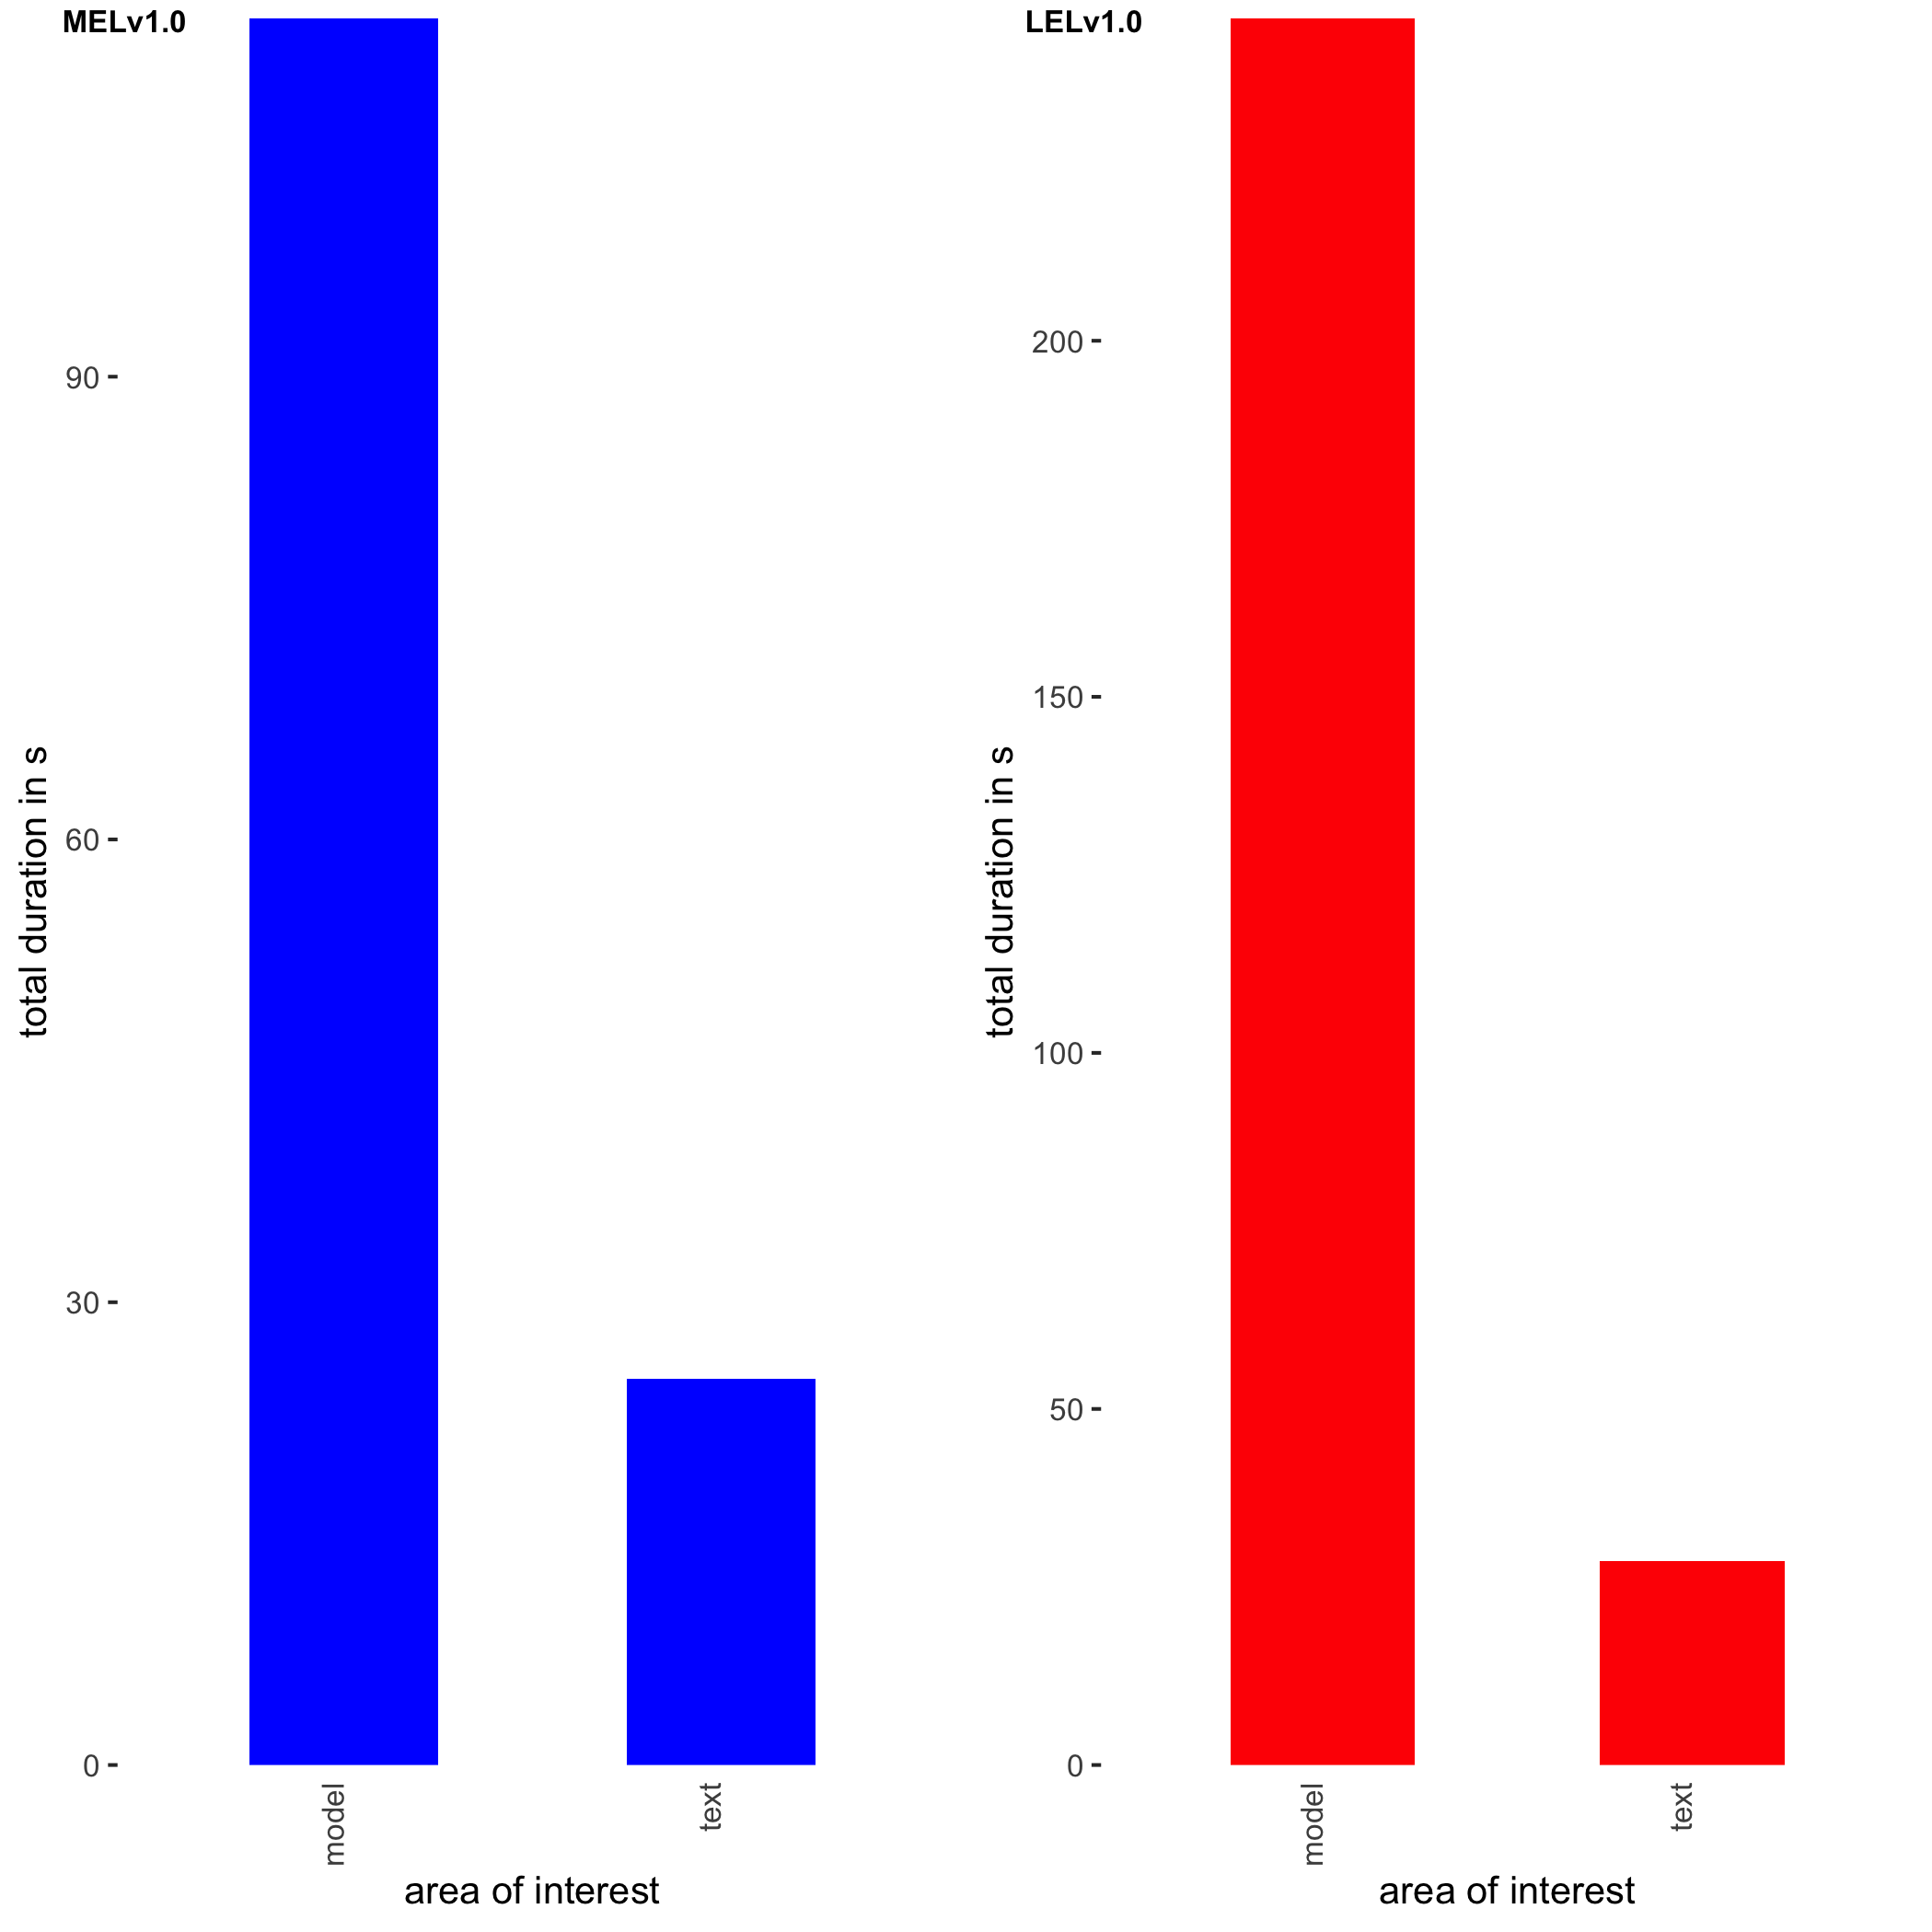 MELv1.0
total duration in s
90
60
30
0
model
text
area of interest
LELv1.0
total duration in s
200
150
100
50
0
model
text
area of interest